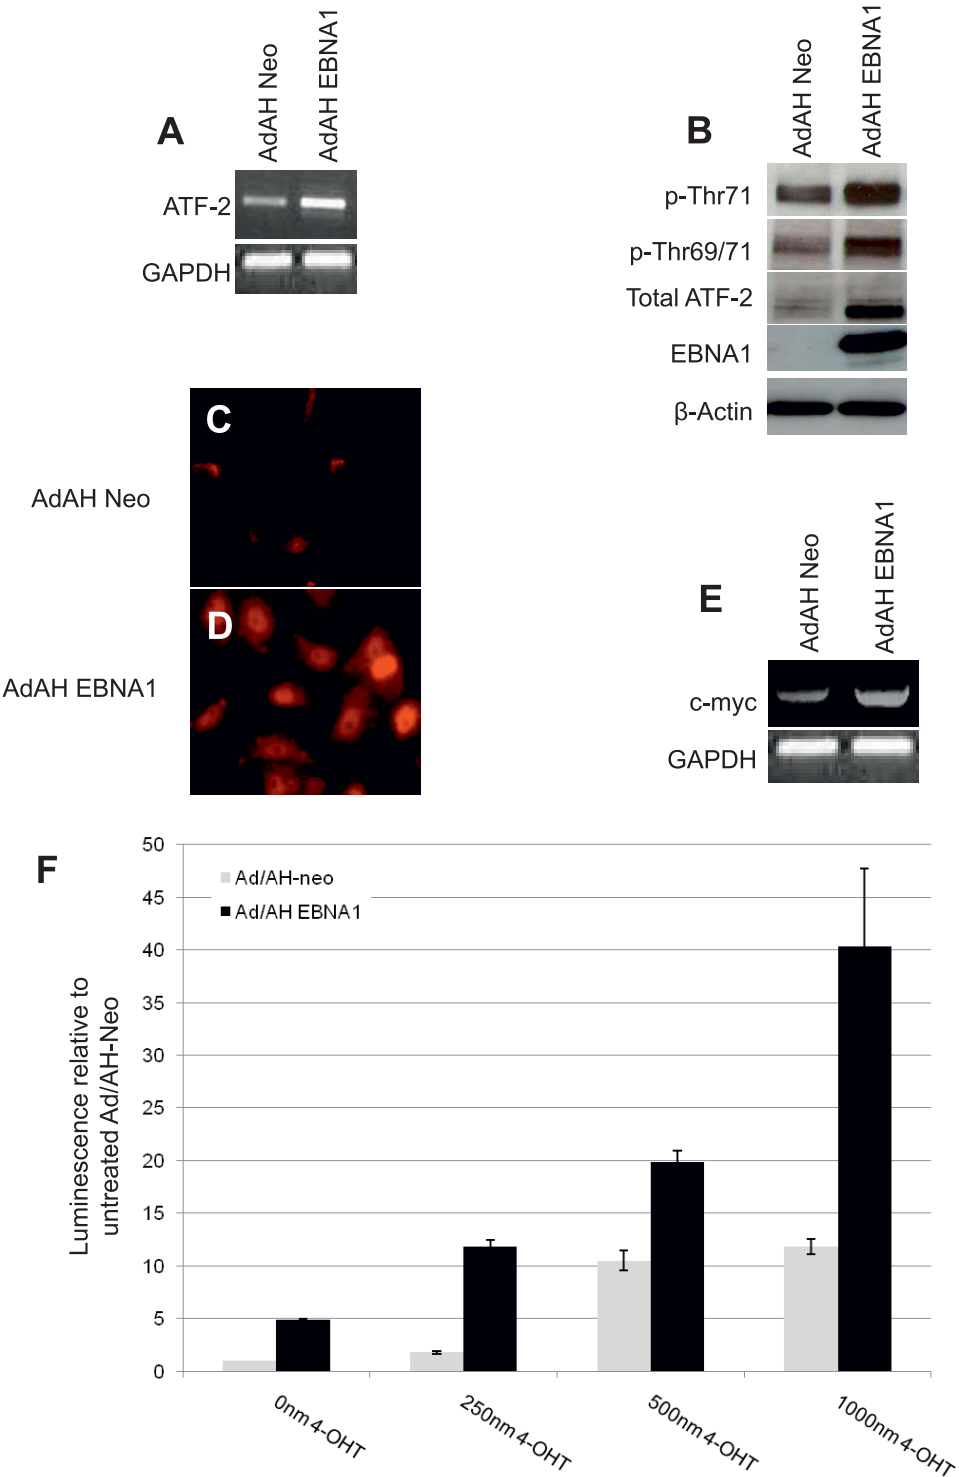 A
AdAH Neo
AdAH EBNA1
ATF-2
GAPDH
B
AdAH Neo
AdAH EBNA1
p-Thr71
p-Thr69/71
Total ATF-2
EBNA1
β-Actin
C
AdAH Neo
D
AdAH EBNA1
E
AdAH Neo
AdAH EBNA1
c-myc
GAPDH
F
Luminescence relative to
untreated Ad/AH-Neo
50
45
40
35
30
25
20
15
10
5
0
Ad/AH-neo
Ad/AH EBNA1
0nm 4-OHT
250nm 4-OHT
500nm 4-OHT
1000nm 4-OHT